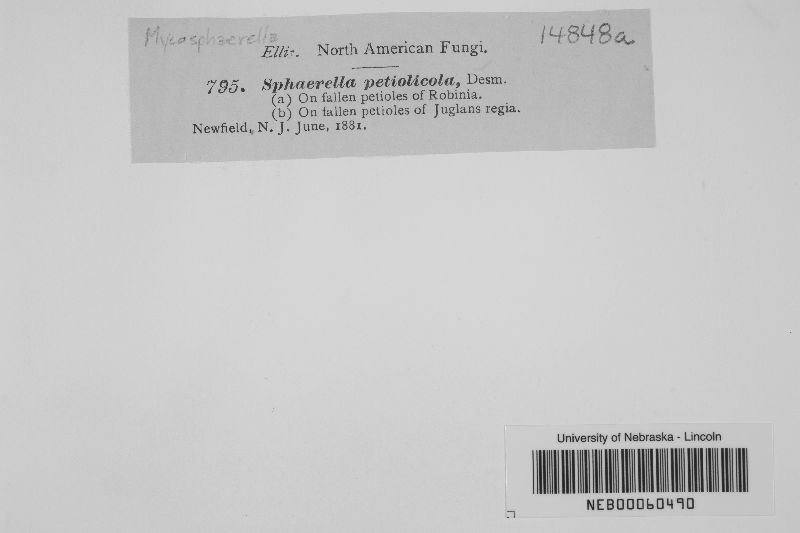 Mycosphaerella
14848a
Ellis. North American Fungi.
795. Sphaerella petiolicola, Desm.
(a) On fallen petioles of Robinia.
(b) On fallen petioles of Juglans regia.
Newfield, N. J. June, 1881.
University of Nebraska - Lincoln
NEB00060490